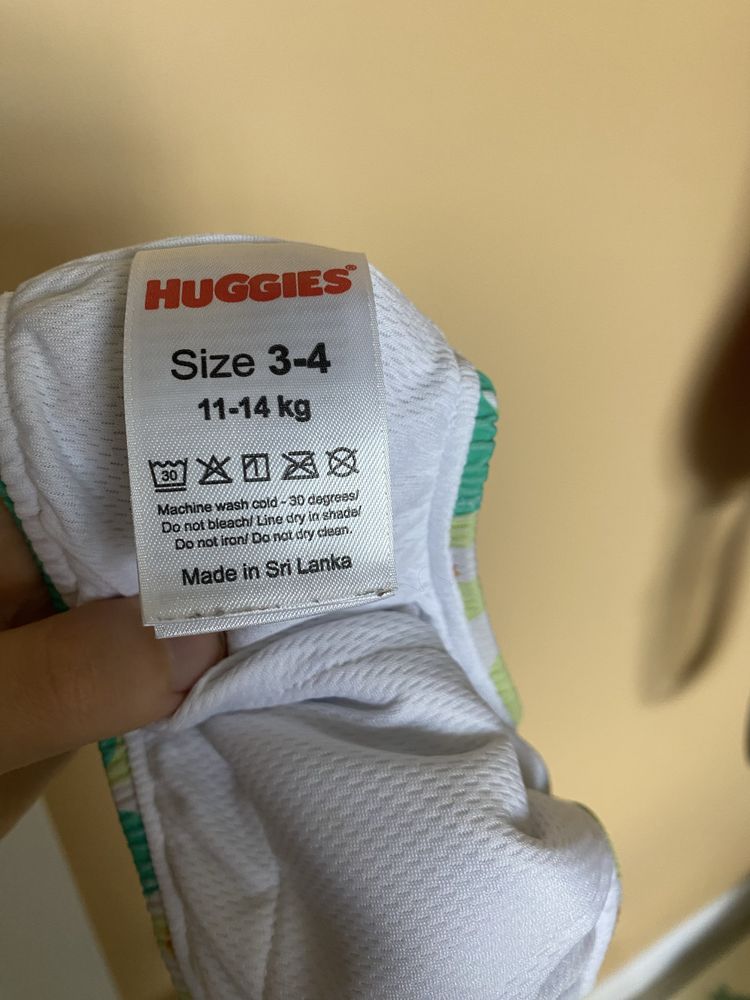 HUGGIES®
Size 3-4
11-14 kg
30
Machine wash cold - 30 degrees/
Do not bleach/ Line dry in shade/
Do not iron/ Do not dry clean.
Made in Sri Lanka